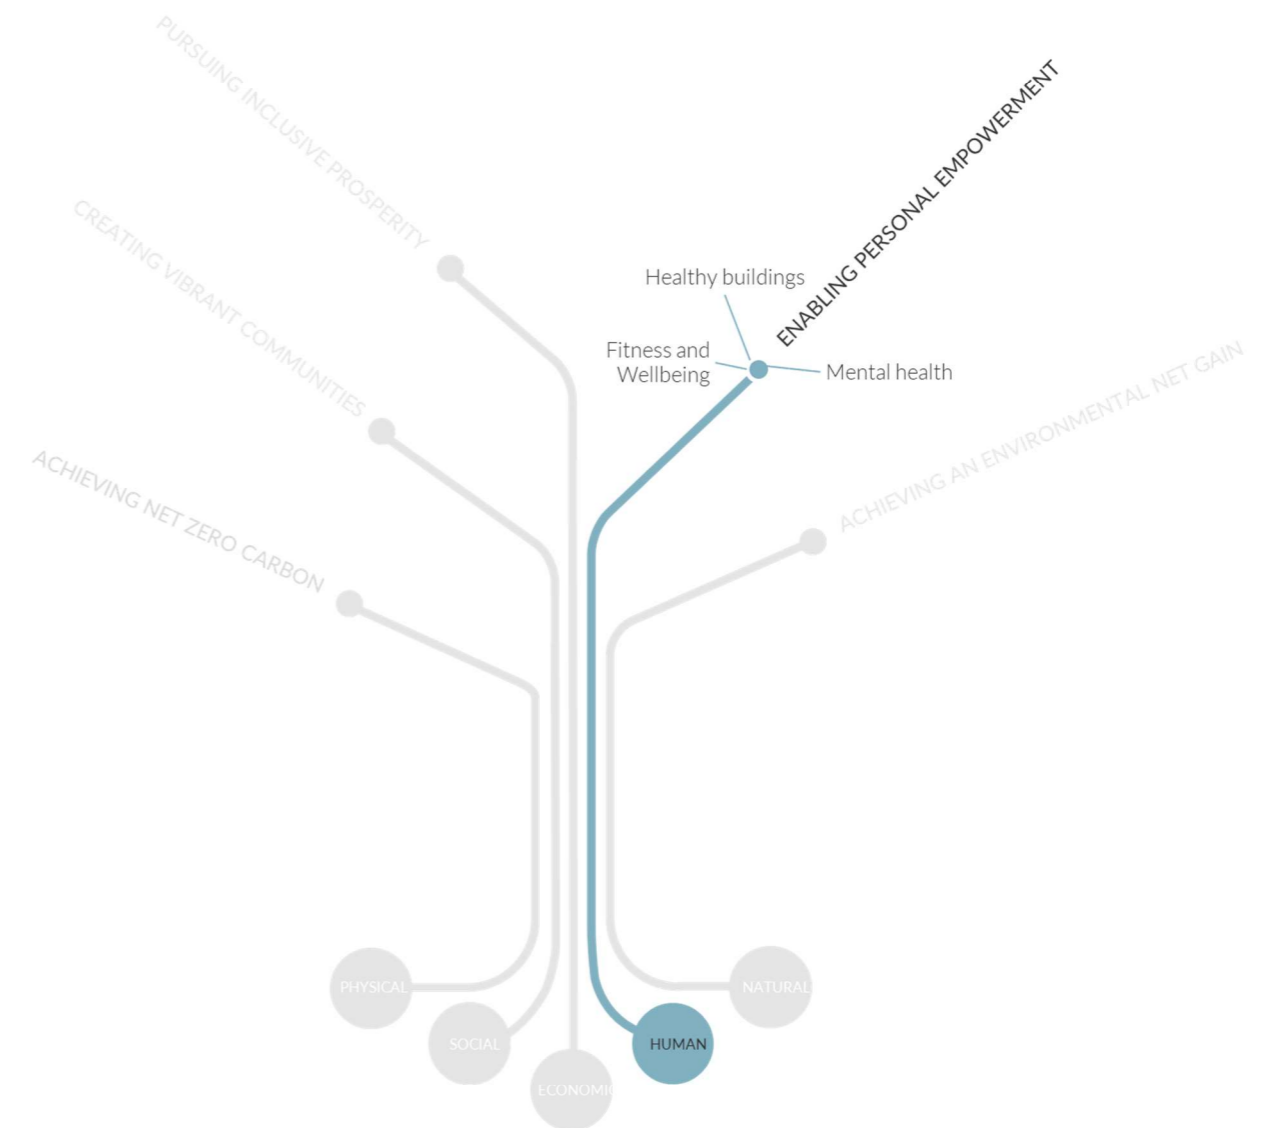 PURSUING INCLUSIVE PROSPERITY
CREATING VIBRANT COMMUNITIES
ACHIEVING NET ZERO CARBON
ENABLING PERSONAL EMPOWERMENT
Healthy buildings
Fitness and
Wellbeing
Mental health
ACHIEVING AN ENVIRONMENTAL NET GAIN
PHYSICAL
SOCIAL
ECONOMIC
HUMAN
NATURAL